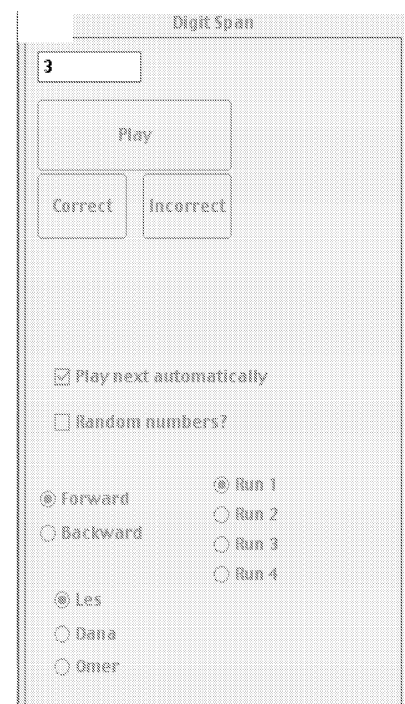 Digit Span
3
Play
Correct Incorrect
Play next automatically
Random numbers?
Run 1
Forward
Run 2
Backward
Run 3
Run 4
Les
Dana
Omer